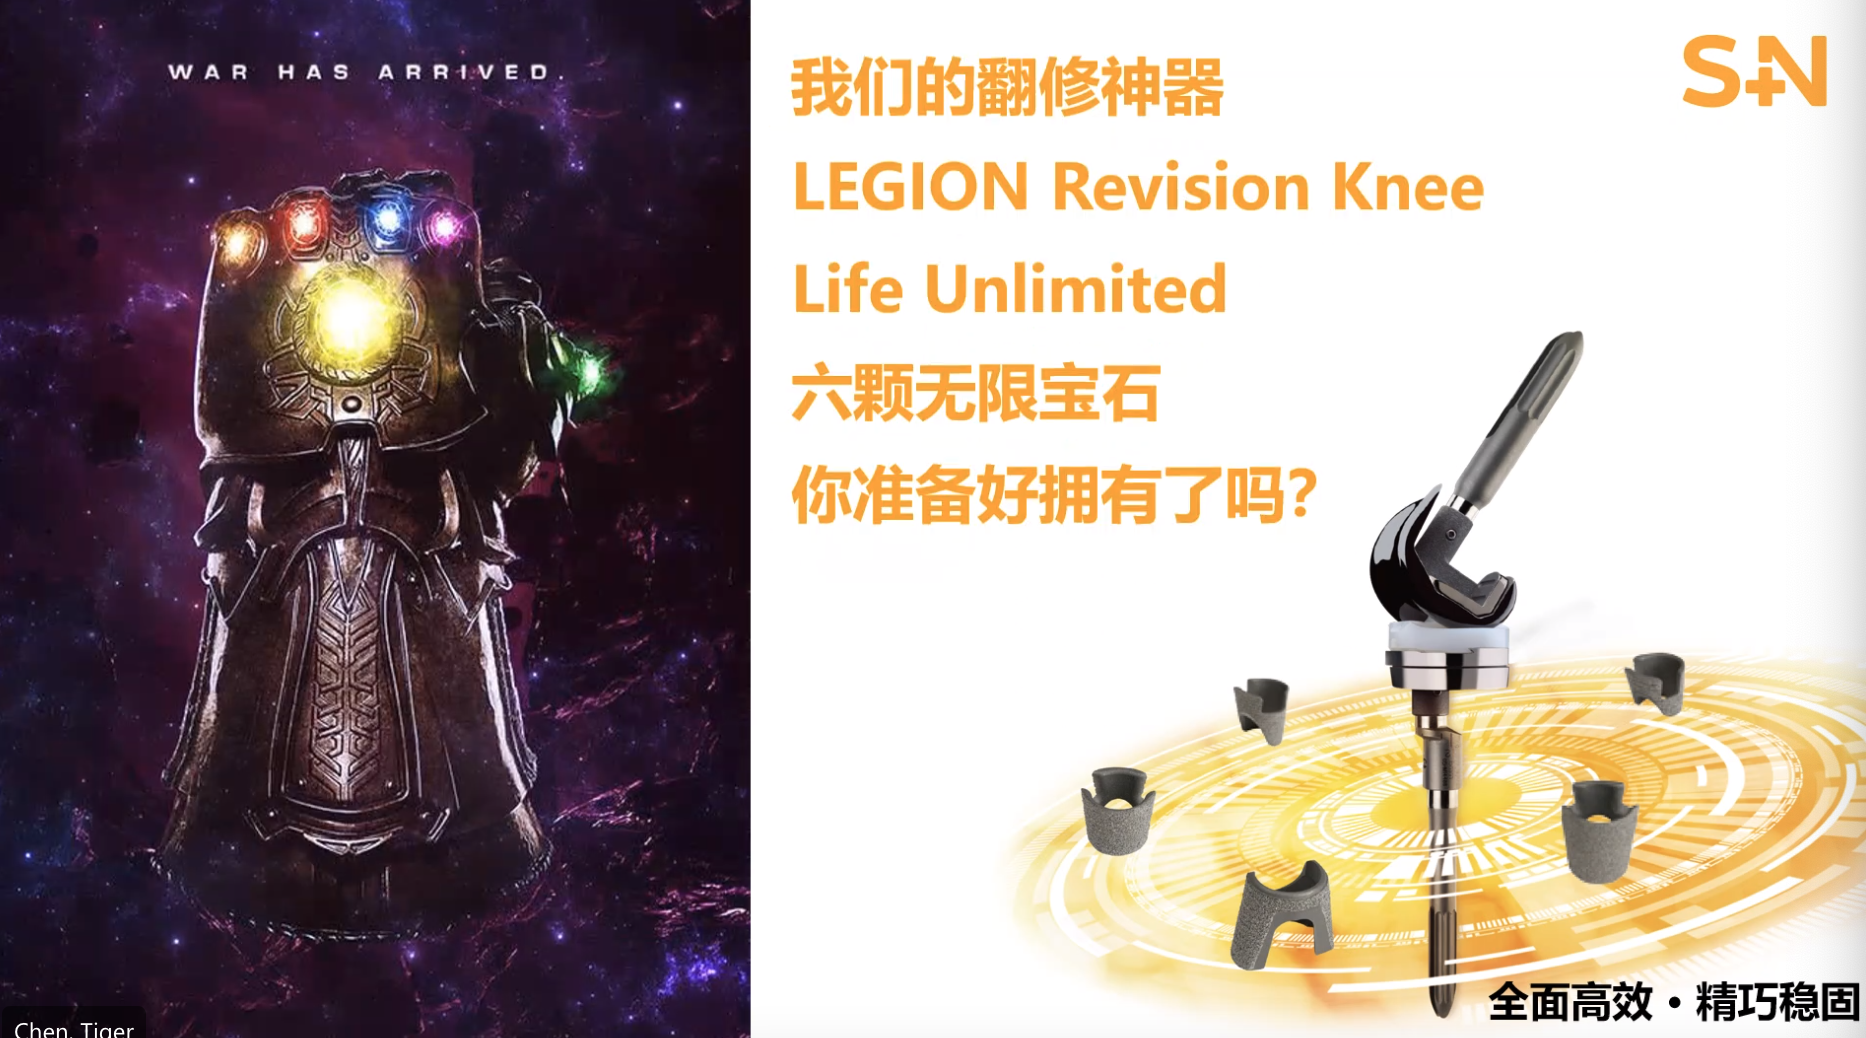 WAR HAS ARRIVED.
我们的翻修神器
LEGION Revision Knee
Life Unlimited
六颗无限宝石
你准备好拥有了吗?
S+N
全面高效·精巧稳固
Chen, Tiger